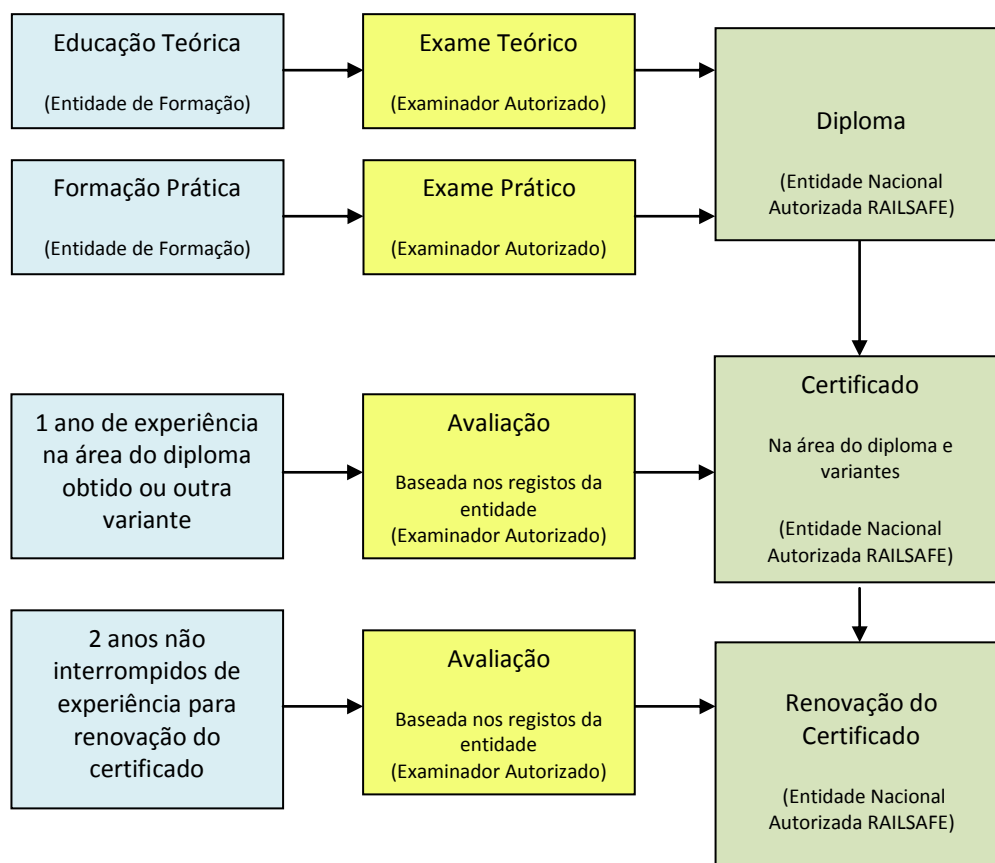 Educação Teórica
(Entidade de Formação)
Exame Teórico
(Examinador Autorizado)
Diploma
(Entidade Nacional
Autorizada RAILSAFE)
Formação Prática
(Entidade de Formação)
Exame Prático
(Examinador Autorizado)
1 ano de experiência
na área do diploma
obtido ou outra
variante
Avaliação
Baseada nos registos da
entidade
(Examinador Autorizado)
Certificado
Na área do diploma e
variantes
(Entidade Nacional
Autorizada RAILSAFE)
2 anos não
interrompidos de
experiência para
renovação do
certificado
Avaliação
Baseada nos registos da
entidade
(Examinador Autorizado)
Renovação do
Certificado
(Entidade Nacional
Autorizada RAILSAFE)